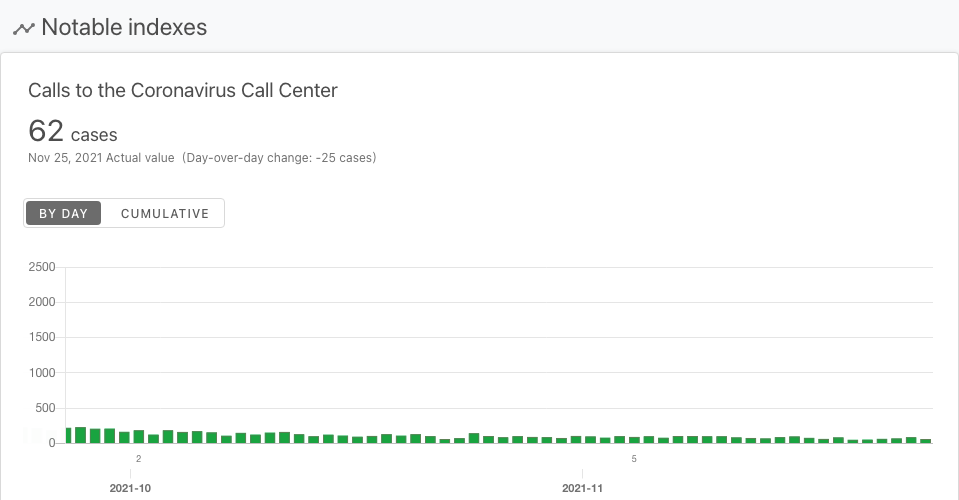 Notable indexes
Calls to the Coronavirus Call Center
62 cases
Nov 25, 2021 Actual value (Day-over-day change: -25 cases)
BY DAY CUMULATIVE
2500
2000
1500
1000
500
0
2 5
2021-10 2021-11